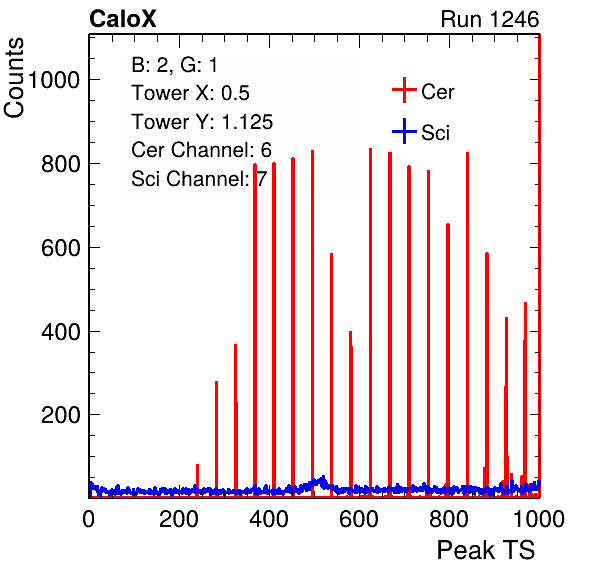 CaloX Run 1246
Counts
B: 2, G: 1
Tower X: 0.5
Tower Y: 1.125
Cer Channel: 6
Sci Channel: 7
Cer
Sci
1000
800
600
400
200
0 200 400 600 800 1000
Peak TS